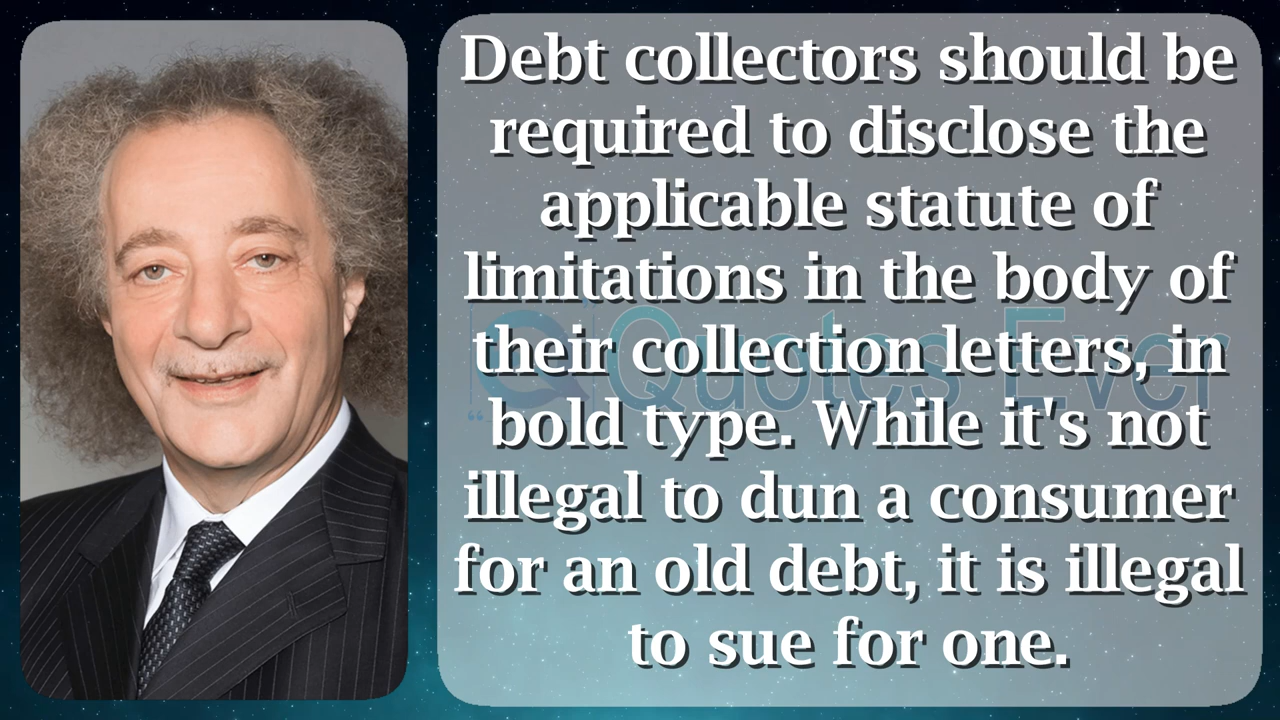 Debt collectors should be
required to disclose the
applicable statute of
limitations in the body of
their collection letters, in
bold type. While it's not
illegal to dun a consumer
for an old debt, it is illegal
to sue for one.
Quotes Ever